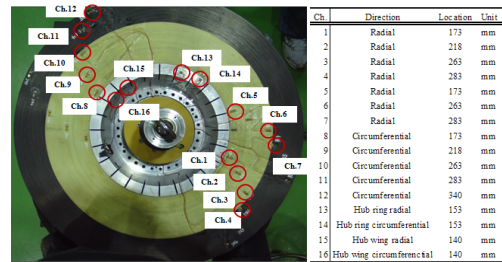 Ch.12
Ch.11
Ch.10
Ch.9
Ch.8
Ch.15
Ch.16
Ch.13
Ch.14
Ch.5
Ch.6
Ch.7
Ch.1
Ch.2
Ch.3
Ch.4
Ch. Direction Location Unit
1 Radial 173 mm
2 Radial 218 mm
3 Radial 263 mm
4 Radial 283 mm
5 Radial 173 mm
6 Radial 263 mm
7 Radial 283 mm
8 Circumferential 173 mm
9 Circumferential 218 mm
10 Circumferential 263 mm
11 Circumferential 283 mm
12 Circumferential 340 mm
13 Hub ring radial 153 mm
14 Hub ring circumferential 153 mm
15 Hub wing radial 140 mm
16 Hub wing circumferenctial 140 mm